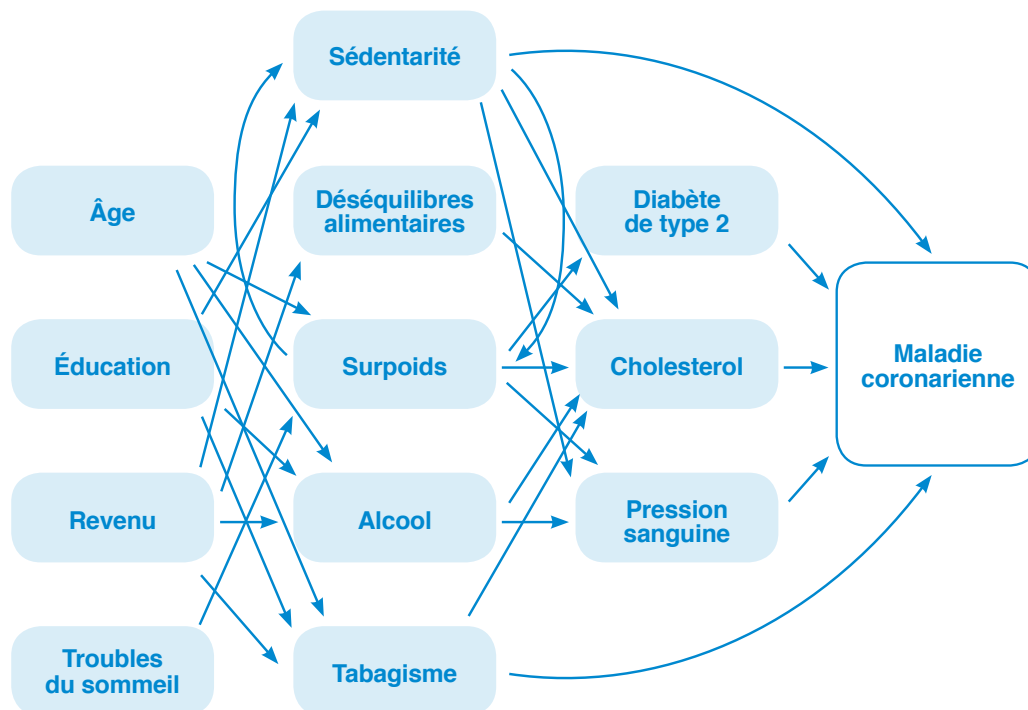 Sédentarité
Âge
Déséquilibres
alimentaires
Diabète
de type 2
Éducation
Surpoids
Cholesterol
Maladie
coronarienne
Revenu
Alcool
Pression
sanguine
Troubles
du sommeil
Tabagisme